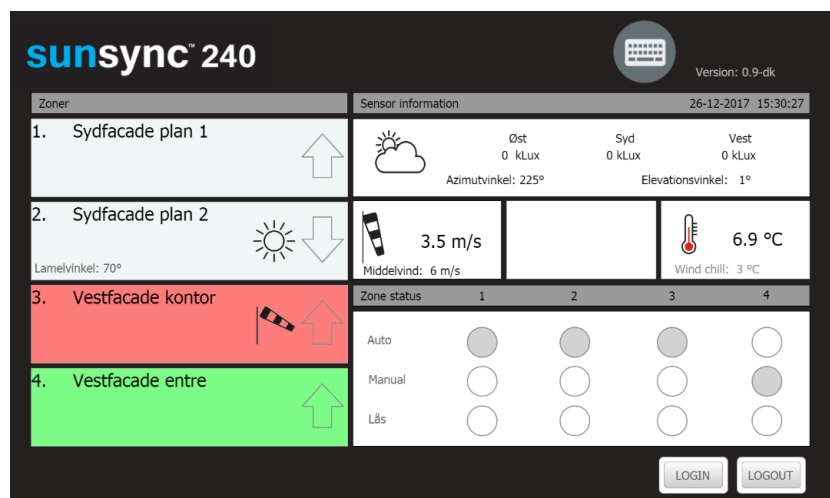 sunsync™ 240
Version: 0.9-dk
Zoner
Sensor information 26-12-2017 15:30:27
1. Sydfacade plan 1
Øst Syd Vest
0 kLux 0 kLux 0 kLux
Azimutvinkel: 225° Elevationsvinkel: 1°
2. Sydfacade plan 2
Lamelvinkel: 70°
3.5 m/s
Middelvind: 6 m/s
6.9 °C
Wind chill: 3 °C
3. Vestfacade kontor
4. Vestfacade entre
Zone status 1 2 3 4
Auto
Manual
Lås
LOGIN LOGOUT